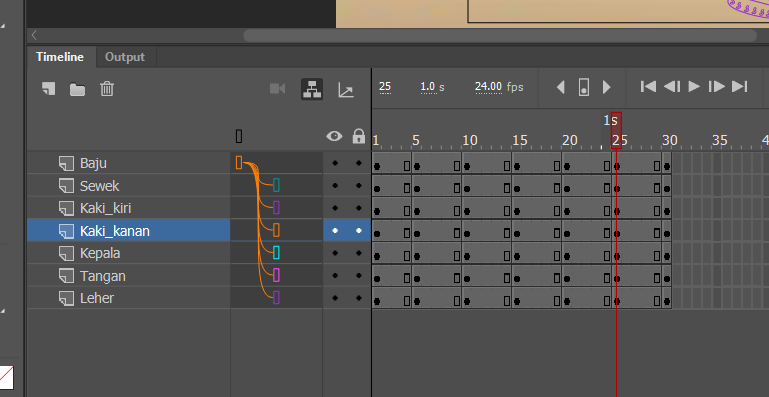 Timeline Output
25 1.0 s 24.00 fps
1s
1 5 10 15 20 25 30 35 4
Baju
Sewek
Kaki_kiri
Kaki_kanan
Kepala
Tangan
Leher